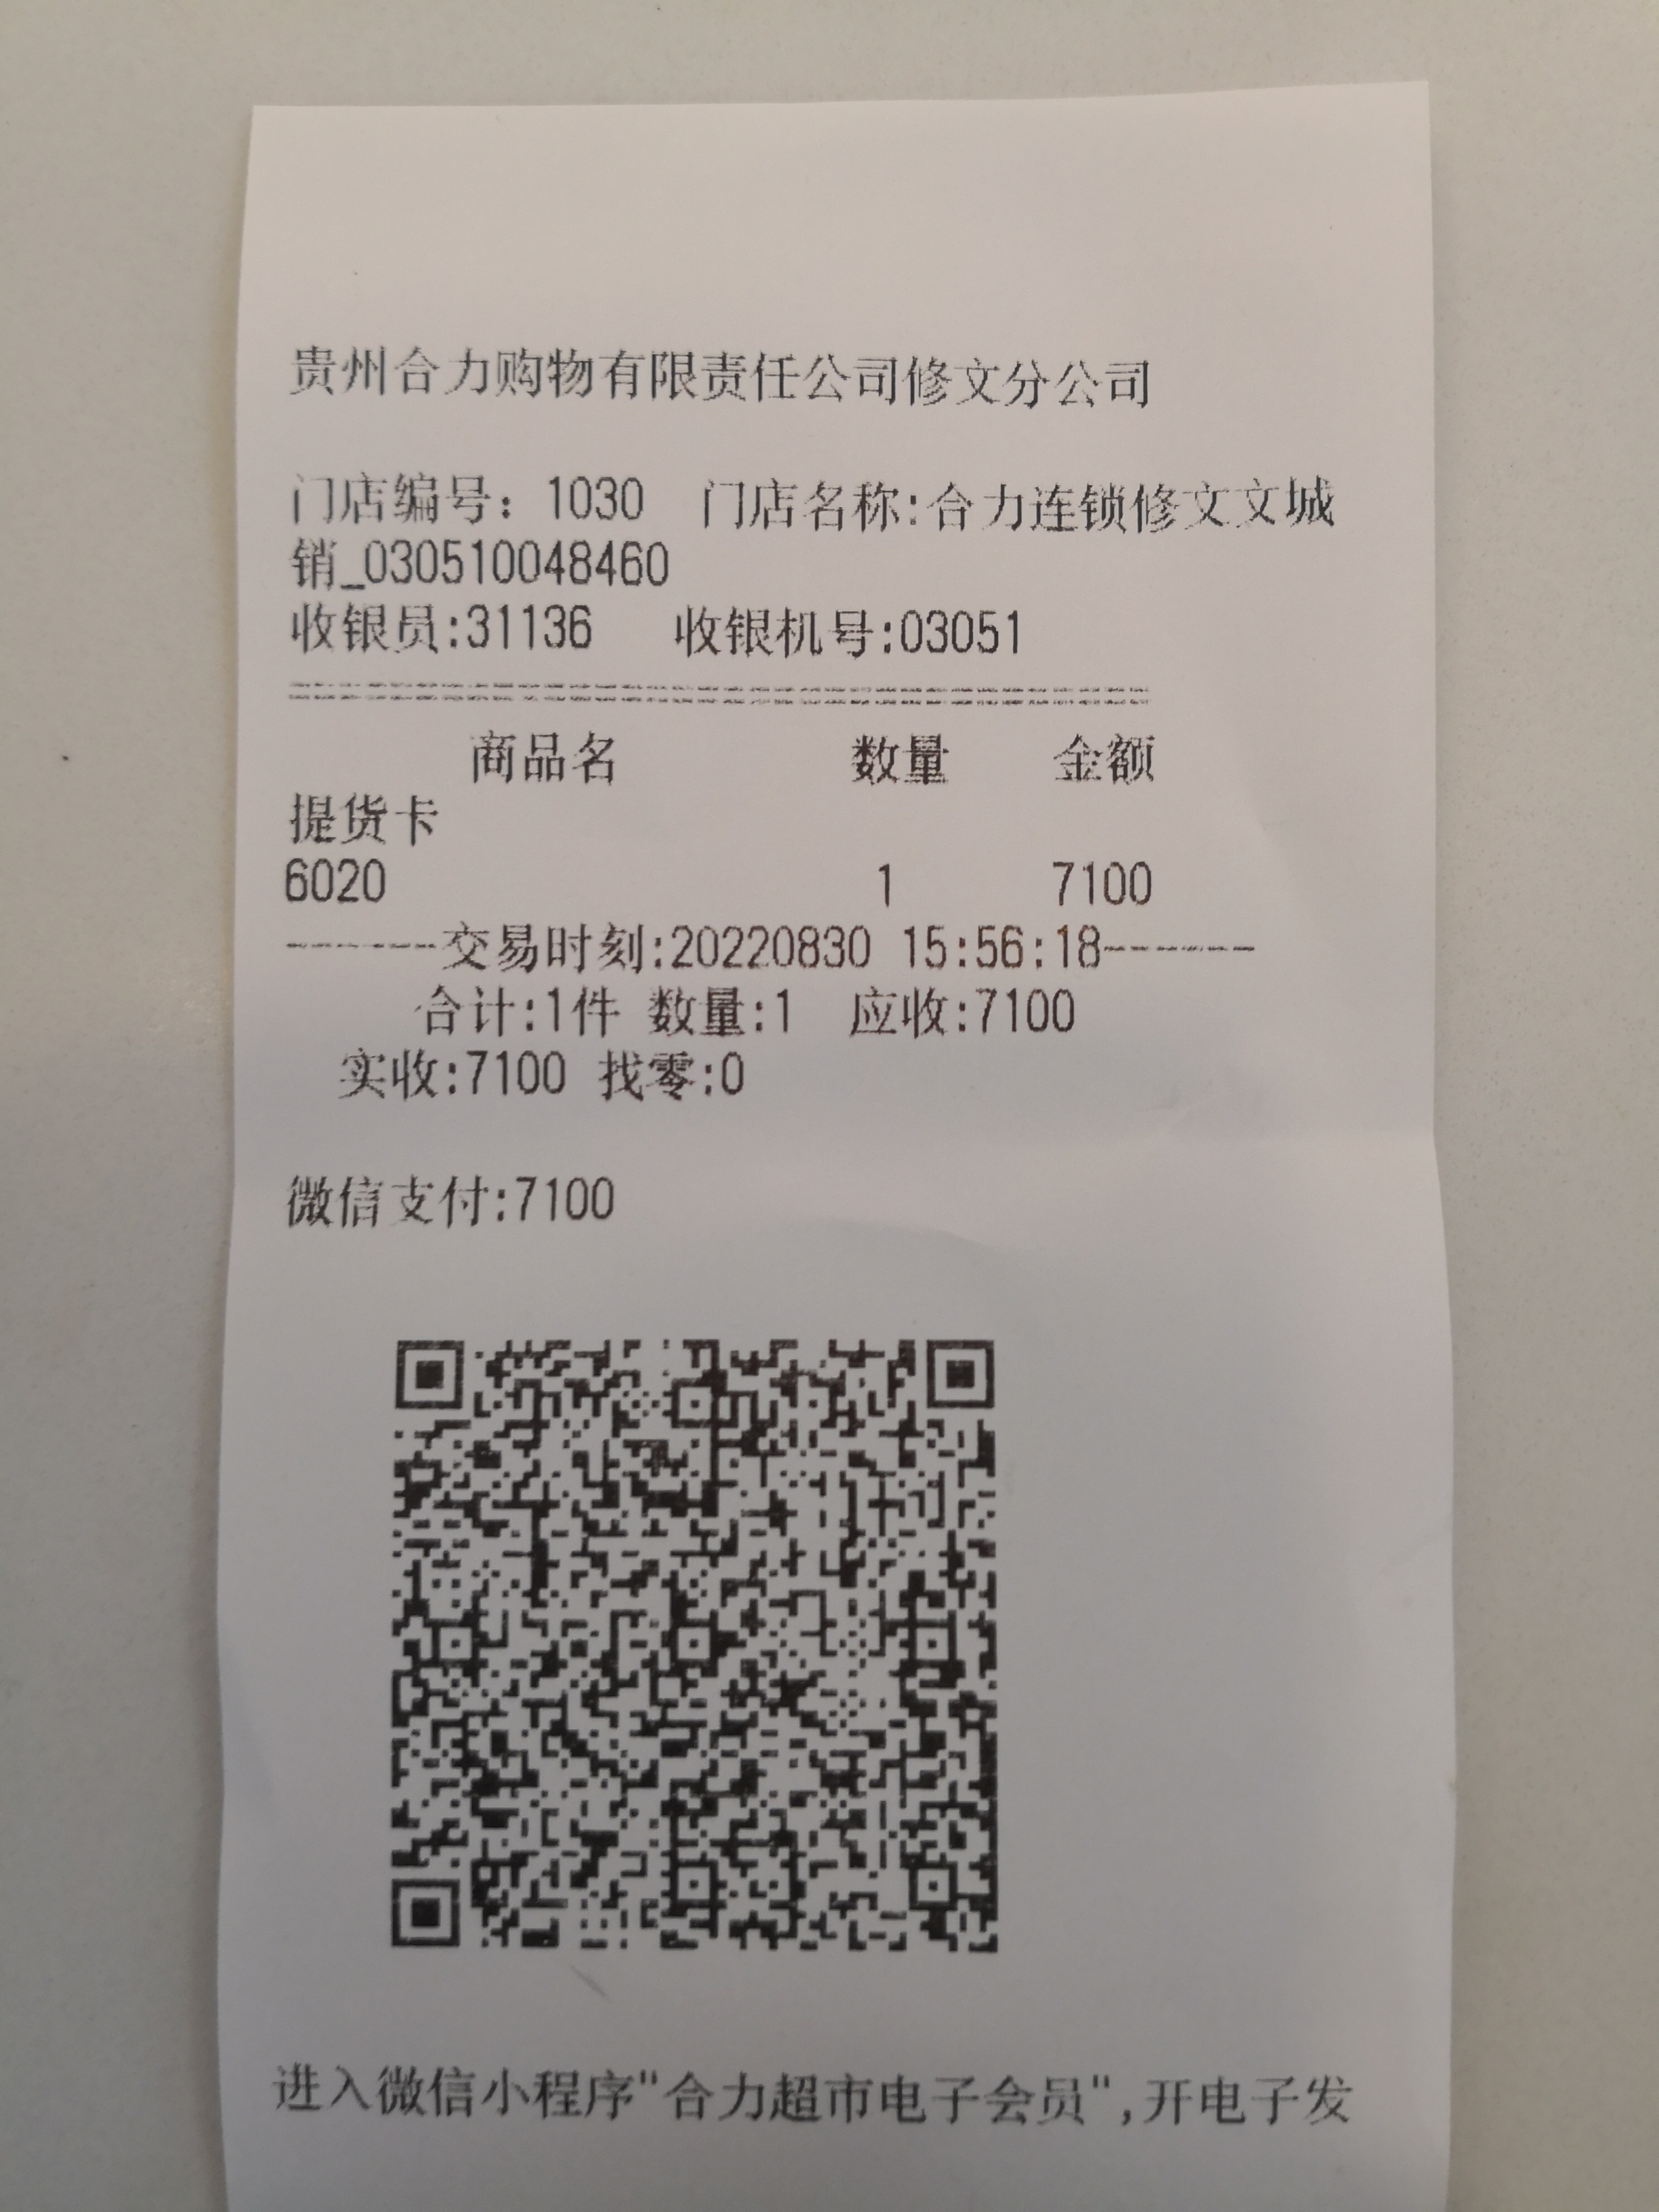 贵州合力购物有限责任公司修文分公司
门店编号：1030 门店名称:合力连锁修文文城
销_030510048460
收银员:31136 收银机号:03051
商品名 数量 金额
提货卡
6020 1 7100
------交易时刻:20220830 15:56:18------
合计:1件 数量:1 应收:7100
实收:7100 找零:0
微信支付:7100
进入微信小程序"合力超市电子会员",开电子发